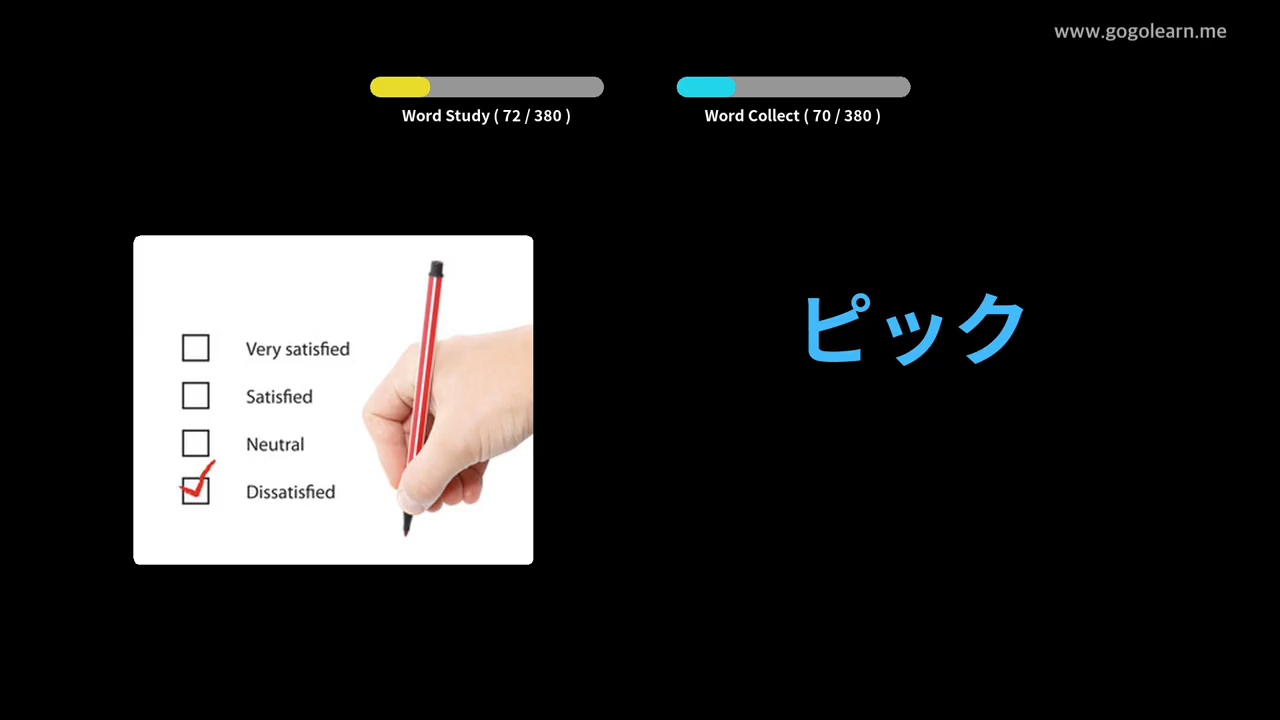 www.gogolearn.me
Word Study ( 72 / 380 )
Word Collect ( 70 / 380 )
Very satisfied
Satisfied
Neutral
Dissatisfied
ピック